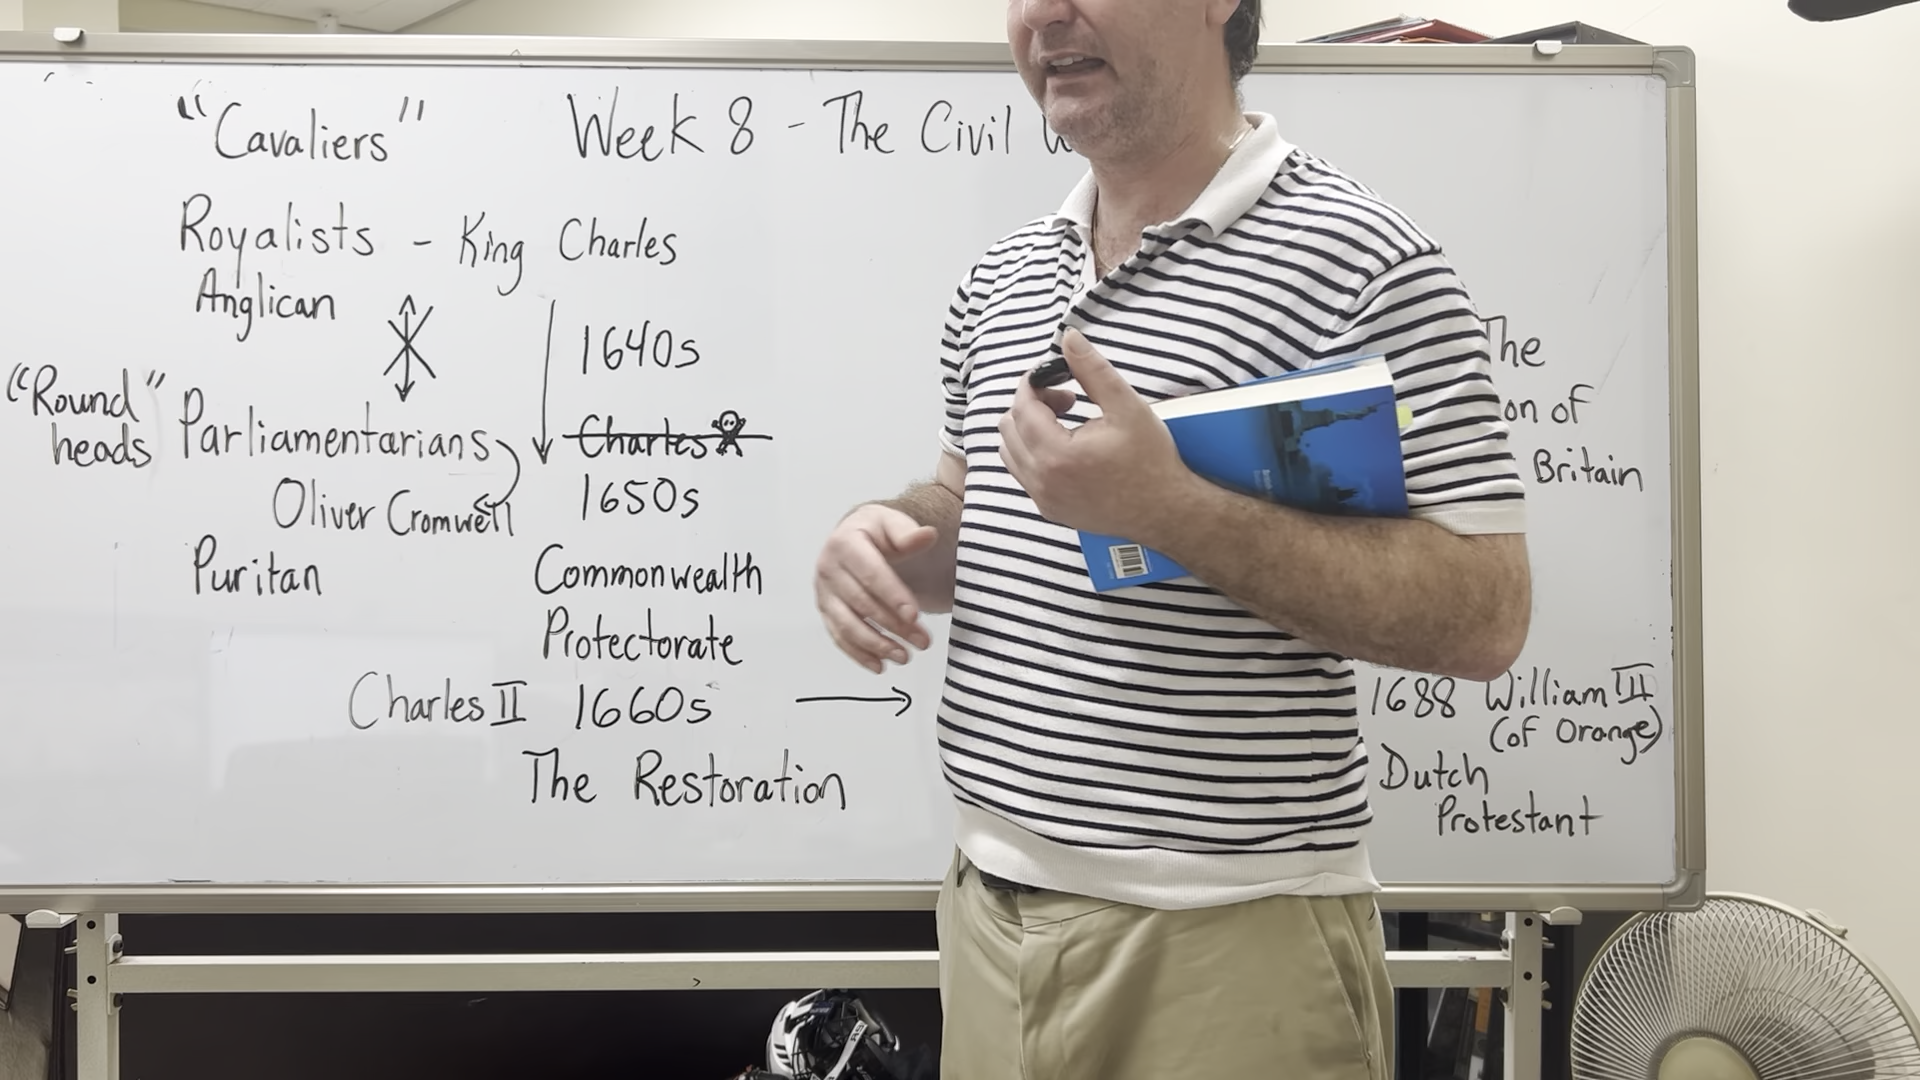 "Cavaliers"
Week 8 - The Civil
Royalists - King Charles
Anglican
1640s
"Round"
heads
Parliamentarians
Charles
Oliver Cromwell
1650s
Puritan
Commonwealth
Protectorate
Charles II 1660s
The Restoration
The
on of
Britain
1688 William III
(of Orange)
Dutch
Protestant